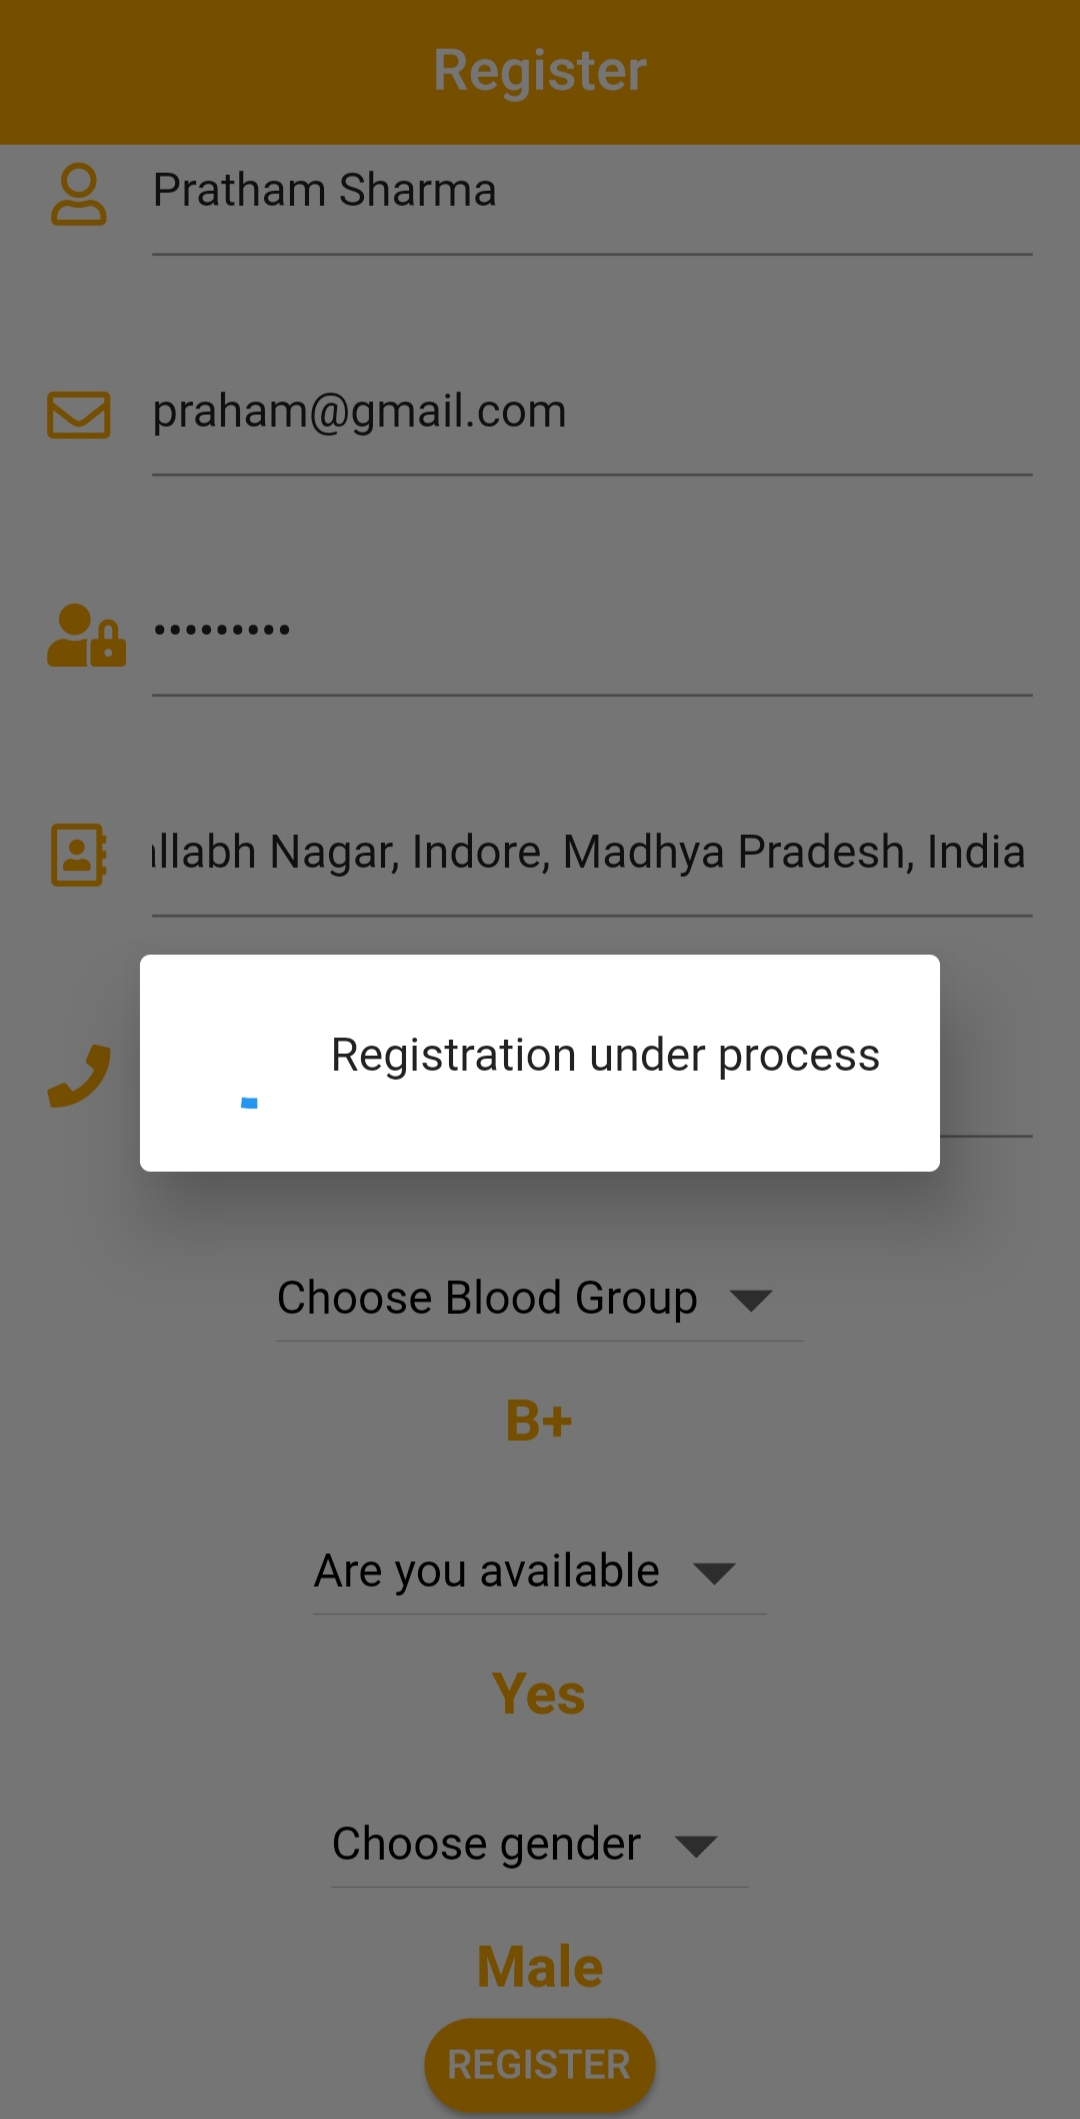 Register
Pratham Sharma
praham@gmail.com
•••••••••
Nagar, Indore, Madhya Pradesh, India
Registration under process
Choose Blood Group
B+
Are you available
Yes
Choose gender
Male
REGISTER